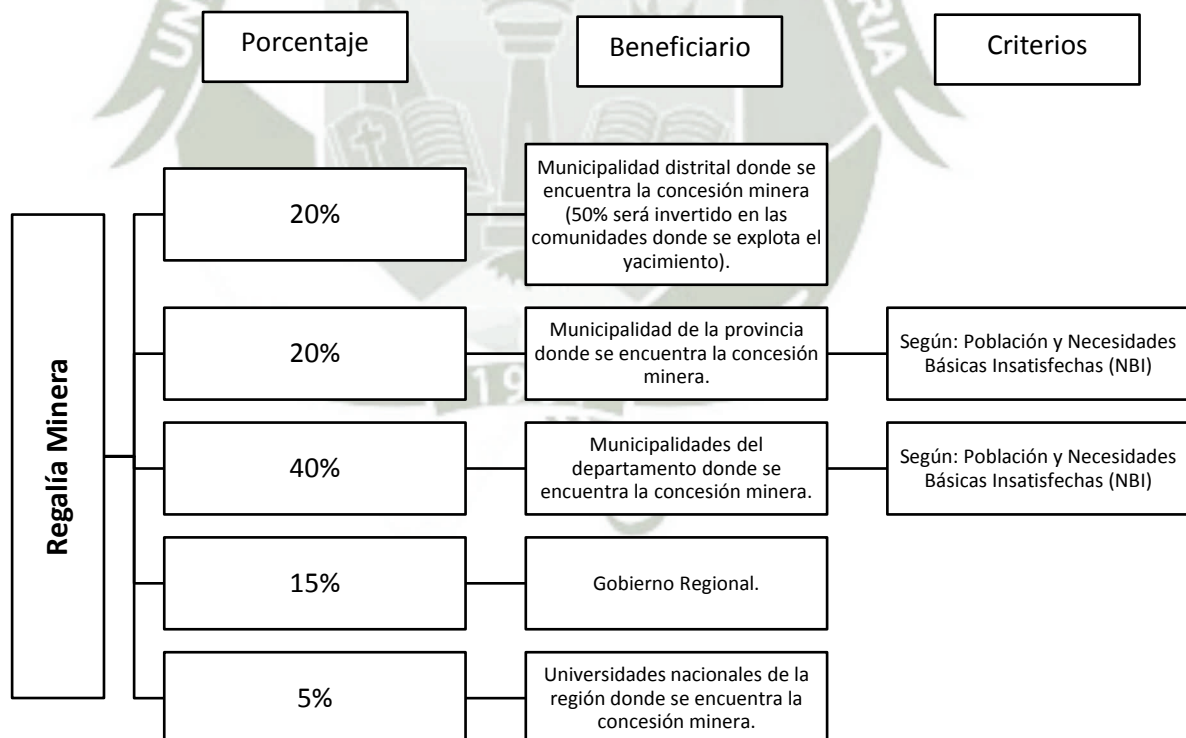 Porcentaje
Beneficiario
Criterios
Regalía Minera
20%
Municipalidad distrital donde se
encuentra la concesión minera
(50% será invertido en las
comunidades donde se explota el
yacimiento).
20%
Municipalidad de la provincia
donde se encuentra la concesión
minera.
Según: Población y Necesidades
Básicas Insatisfechas (NBI)
40%
Municipalidades del
departamento donde se
encuentra la concesión minera.
Según: Población y Necesidades
Básicas Insatisfechas (NBI)
15%
Gobierno Regional.
5%
Universidades nacionales de la
región donde se encuentra la
concesión minera.